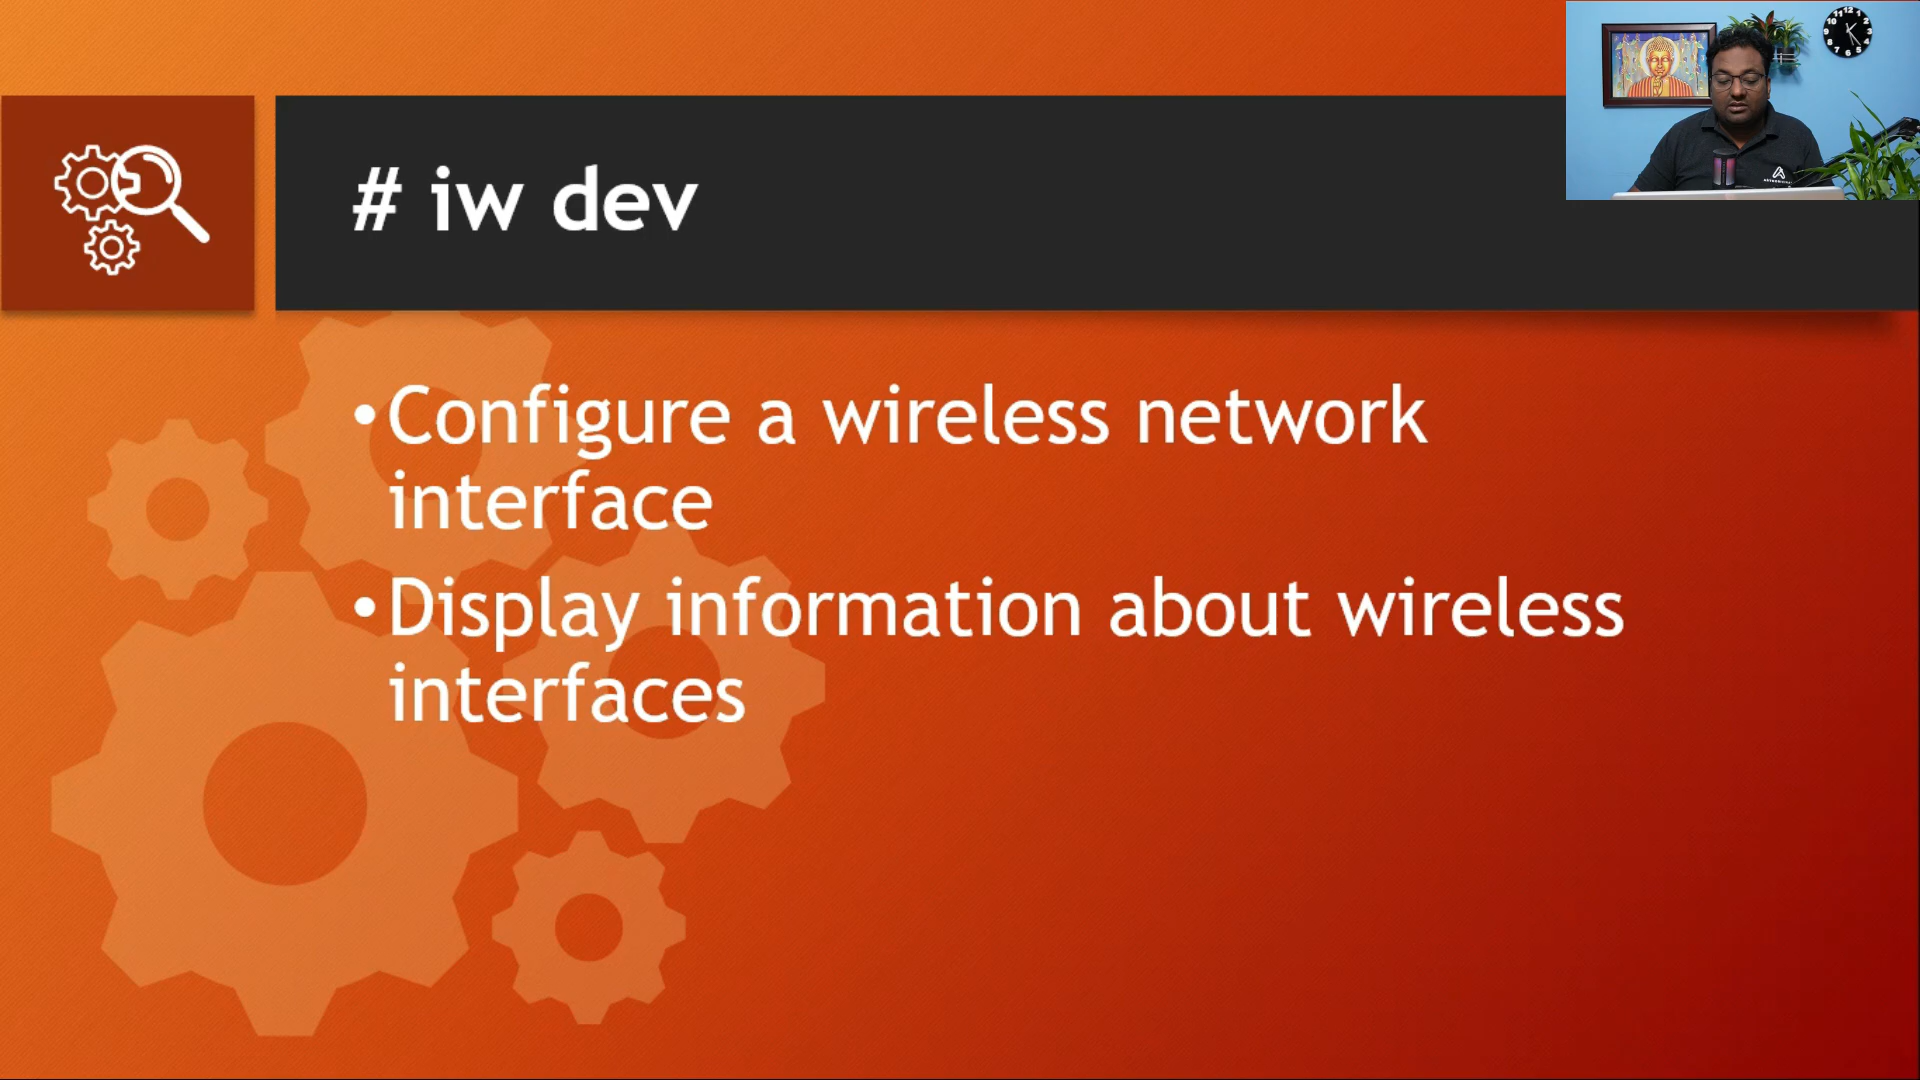 # iw dev
•Configure a wireless network
interface
•Display information about wireless
interfaces